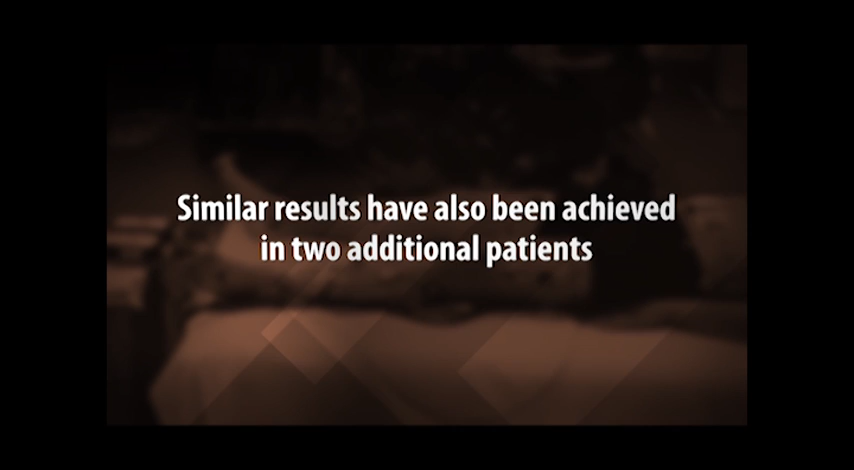 Similar results have also been achieved
in two additional patients